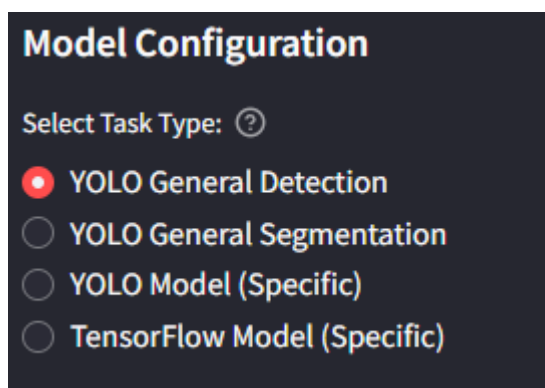 Model Configuration
Select Task Type: ?
YOLO General Detection
YOLO General Segmentation
YOLO Model (Specific)
TensorFlow Model (Specific)